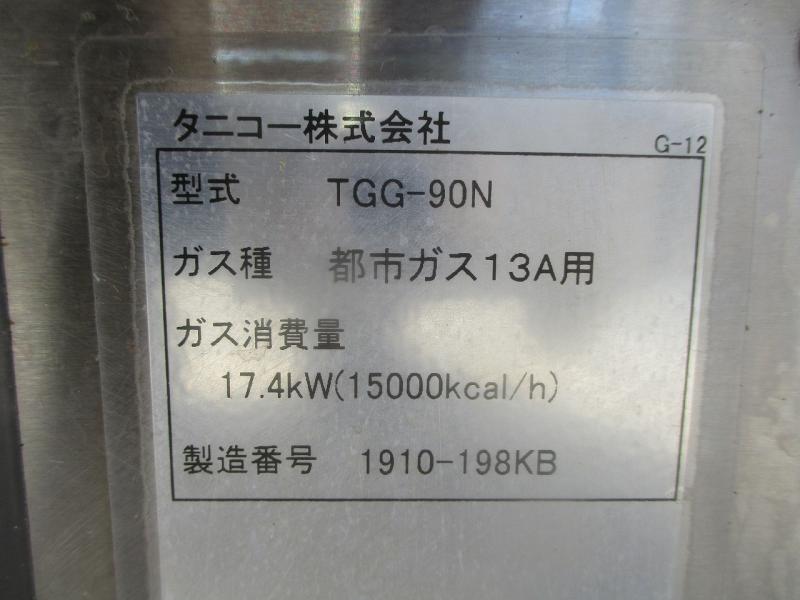 タニコー株式会社
G-12
型式 TGG-90N
ガス種 都市ガス13A用
ガス消費量
17.4kW(15000kcal/h)
製造番号 1910-198KB